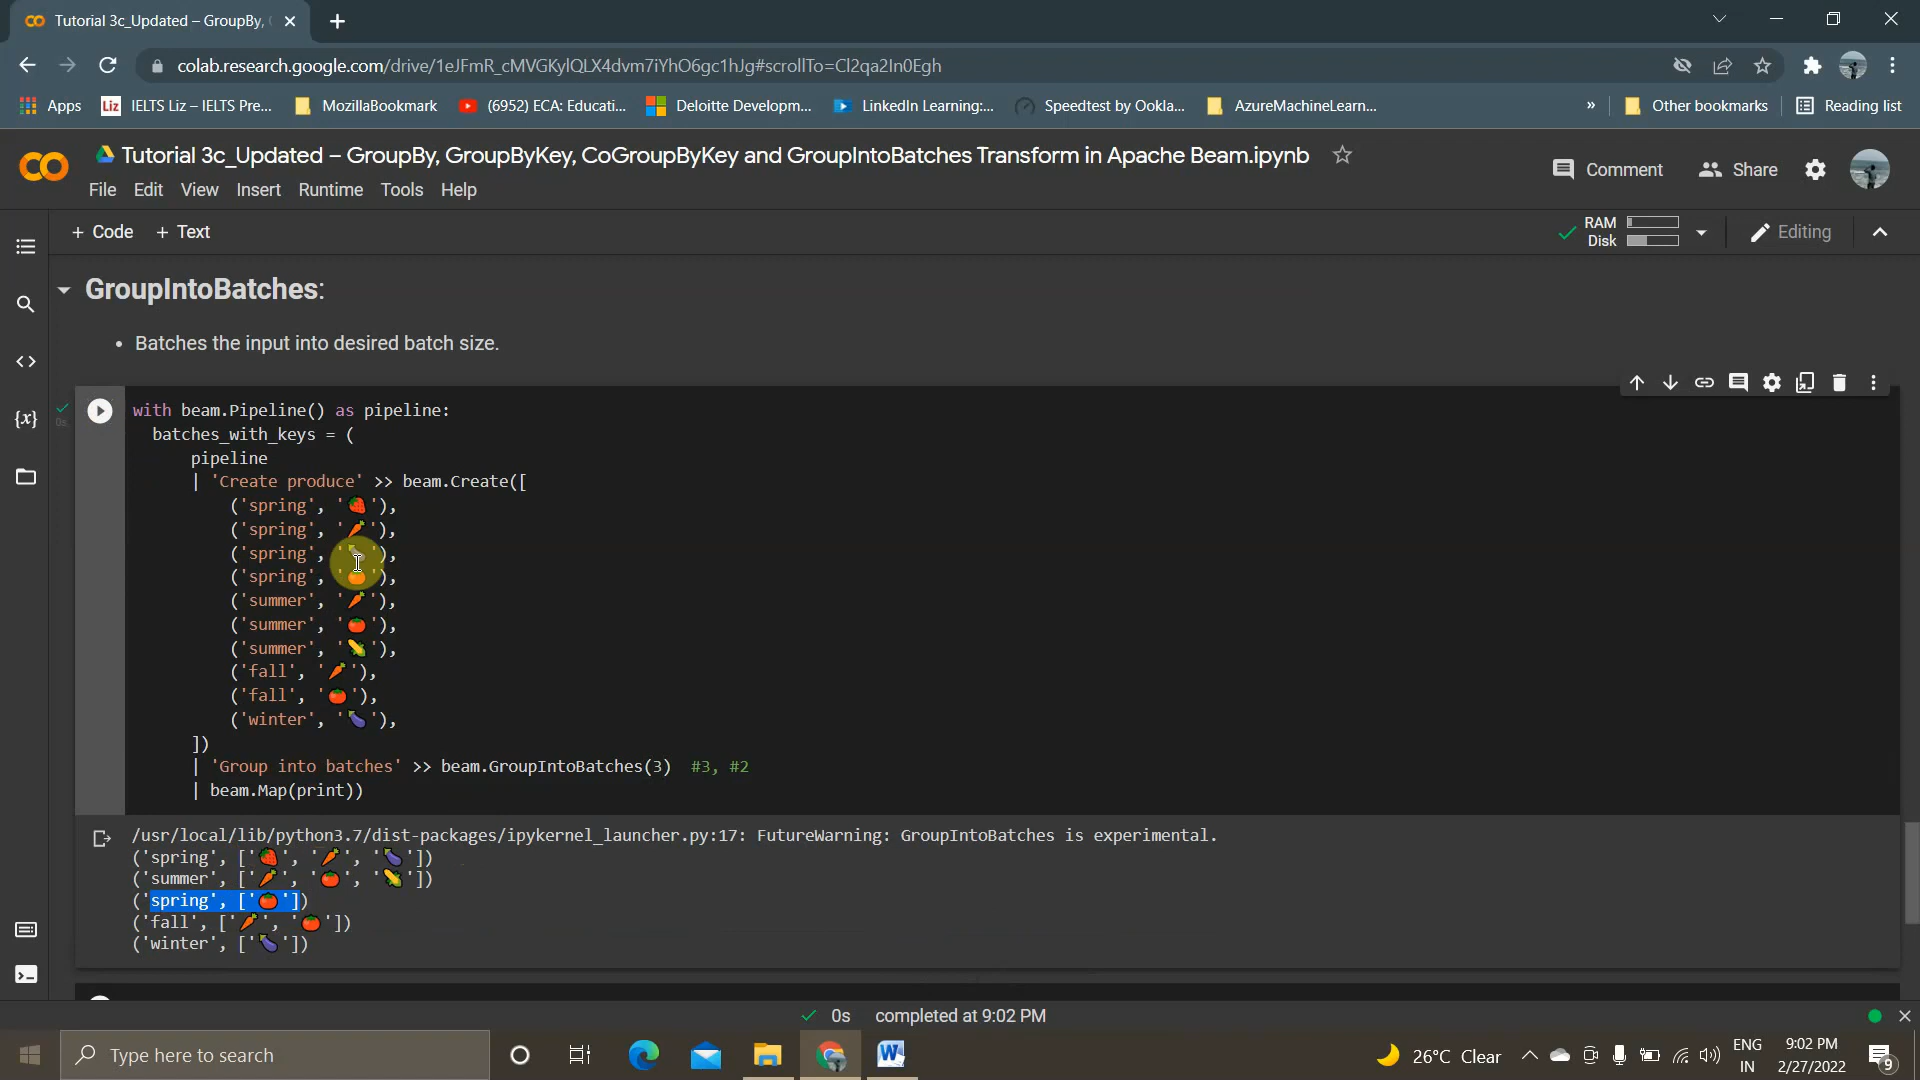 Tutorial 3c_Updated – GroupBy, (
colab.research.google.com/drive/1eJFmR_cMVGKylQLX4dvm7iYhO6gc1hJg#scrollTo=Cl2qa2In0Egh
Apps
Liz IELTS Liz – IELTS Pre...
MozillaBookmark
(6952) ECA: Educati...
Deloitte Developm...
LinkedIn Learning:...
Speedtest by Ookla...
AzureMachineLearn...
»
Other bookmarks
Reading list
Tutorial 3c_Updated – GroupBy, GroupByKey, CoGroupByKey and GroupIntoBatches Transform in Apache Beam.ipynb
Comment
Share
File Edit View Insert Runtime Tools Help
+ Code + Text
RAM
Disk
Editing
GroupIntoBatches:
• Batches the input into desired batch size.
with beam.Pipeline() as pipeline:
batches_with_keys = (
pipeline
| 'Create produce' >> beam.Create([
('spring', '🍓'),
('spring', '🥕'),
('spring', '🍆'),
('spring', '🍅'),
('summer', '🥕'),
('summer', '🍅'),
('summer', '🌽'),
('fall', '🥕'),
('fall', '🍅'),
('winter', '🍆'),
])
| 'Group into batches' >> beam.GroupIntoBatches(3) #3, #2
| beam.Map(print))
0s
/usr/local/lib/python3.7/dist-packages/ipykernel_launcher.py:17: FutureWarning: GroupIntoBatches is experimental.
('spring', ['🍓', '🥕', '🍆'])
('summer', ['🥕', '🍅', '🌽'])
('spring', ['🍅'])
('fall', ['🥕', '🍅'])
('winter', ['🍆'])
0s completed at 9:02 PM
Type here to search
26°C Clear
ENG
IN
9:02 PM
2/27/2022
9